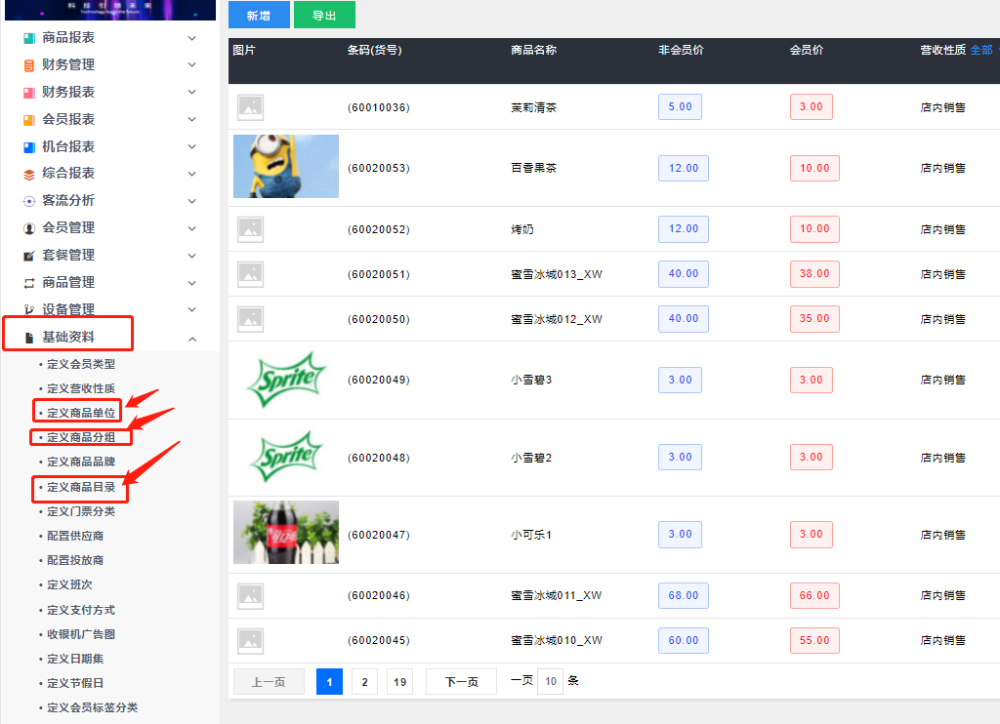 科技引领未来
Technology leads the future
商品报表
财务管理
财务报表
会员报表
机台报表
综合报表
客流分析
会员管理
套餐管理
商品管理
设备管理
基础资料
• 定义会员类型
• 定义营收性质
• 定义商品单位
• 定义商品分组
• 定义商品品牌
• 定义商品目录
• 定义门票分类
• 配置供应商
• 配置投放商
• 定义班次
• 定义支付方式
• 收银机广告图
• 定义日期集
• 定义节假日
• 定义会员标签分类
新增 导出
图片 条码(货号) 商品名称 非会员价 会员价 营收性质 全部
(60010036) 茉莉清茶 5.00 3.00 店内销售
(60020053) 百香果茶 12.00 10.00 店内销售
(60020052) 烤奶 12.00 10.00 店内销售
(60020051) 蜜雪冰城013_XW 40.00 38.00 店内销售
(60020050) 蜜雪冰城012_XW 40.00 35.00 店内销售
Sprite (60020049) 小雪碧3 3.00 3.00 店内销售
Sprite (60020048) 小雪碧2 3.00 3.00 店内销售
(60020047) 小可乐1 3.00 3.00 店内销售
(60020046) 蜜雪冰城011_XW 68.00 66.00 店内销售
(60020045) 蜜雪冰城010_XW 60.00 55.00 店内销售
上一页 1 2 19 下一页 一页 10 条